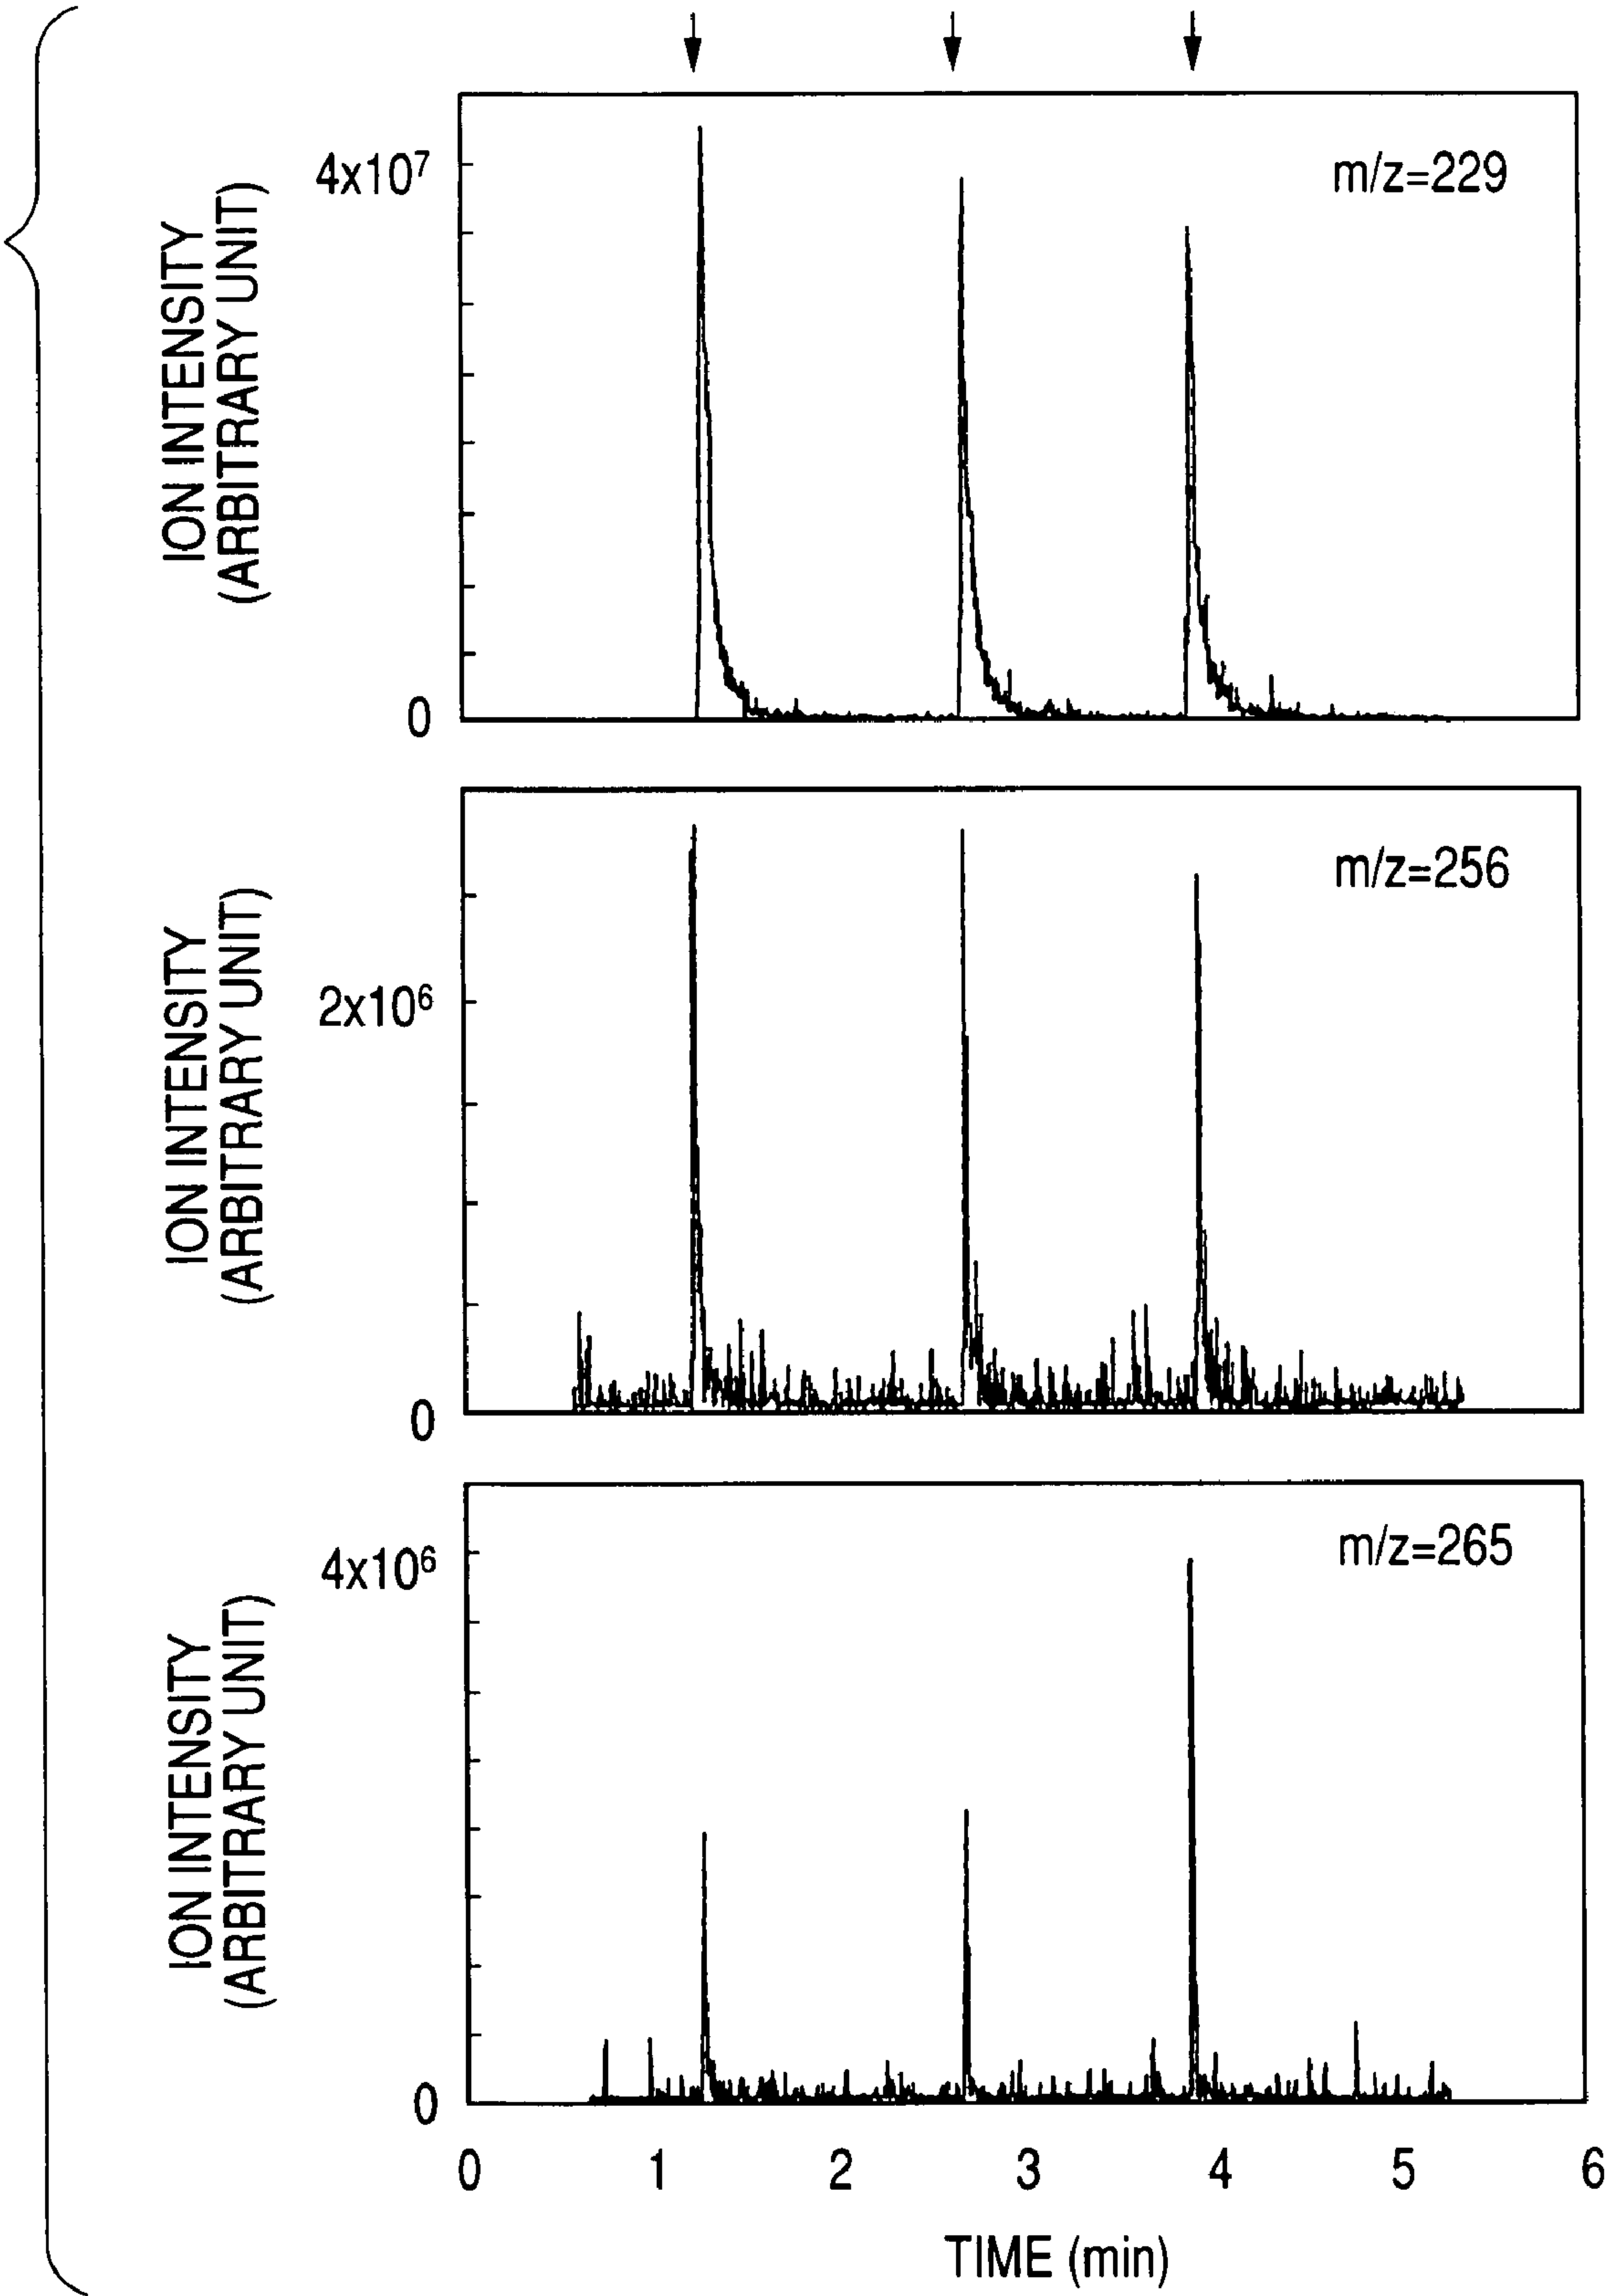 ION INTENSITY
(ARBITRARY UNIT)
4x10⁷
0
m/z=229
ION INTENSITY
(ARBITRARY UNIT)
2x10⁶
0
m/z=256
ION INTENSITY
(ARBITRARY UNIT)
4x10⁶
0
m/z=265
0 1 2 3 4 5 6
TIME (min)